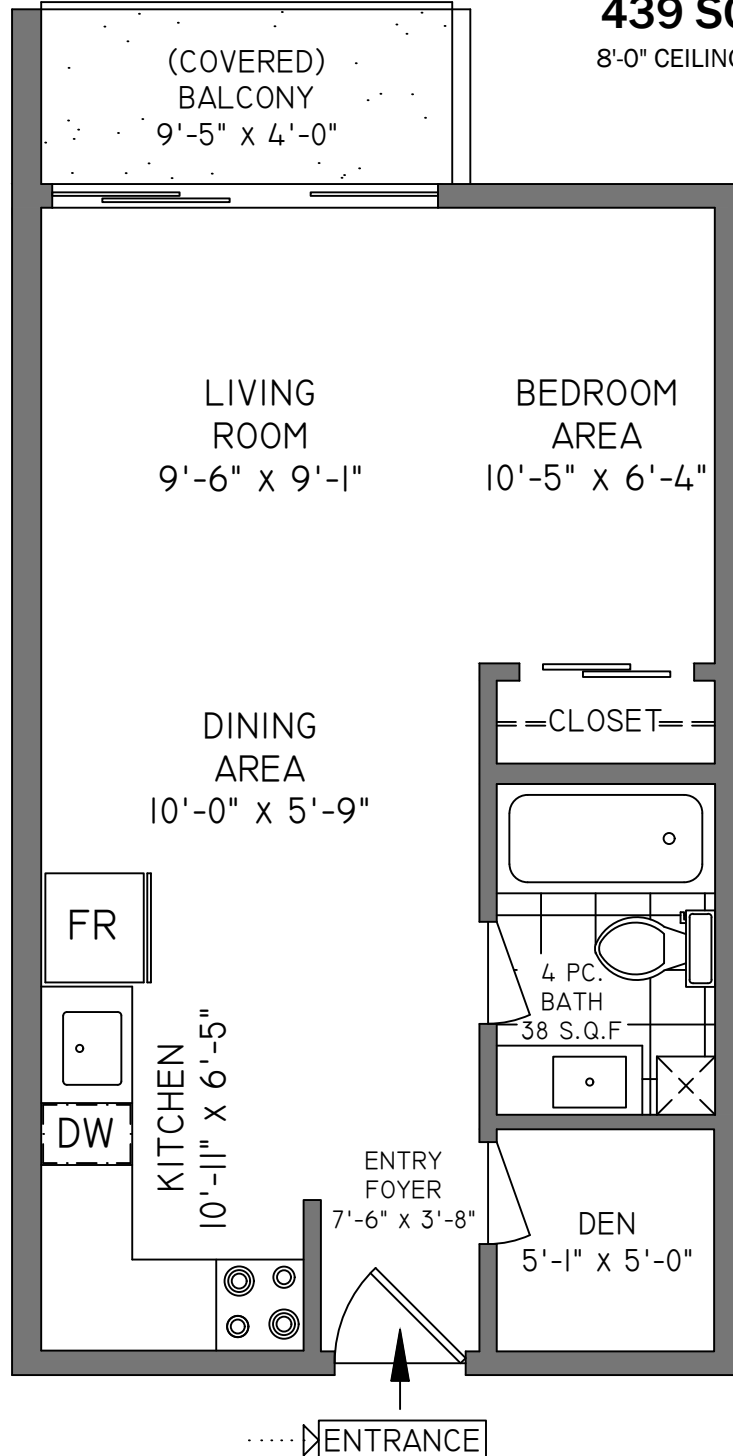 439 SQ
8'-0" CEILING
(COVERED)
BALCONY
9'-5" X 4'-0"
LIVING
ROOM
9'-6" X 9'-1"
BEDROOM
AREA
10'-5" X 6'-4"
CLOSET
DINING
AREA
10'-0" X 5'-9"
FR
4 PC.
BATH
38 S.Q.F
KITCHEN
10'-11" X 6'-5"
DW
ENTRY
FOYER
7'-6" X 3'-8"
DEN
5'-1" X 5'-0"
ENTRANCE